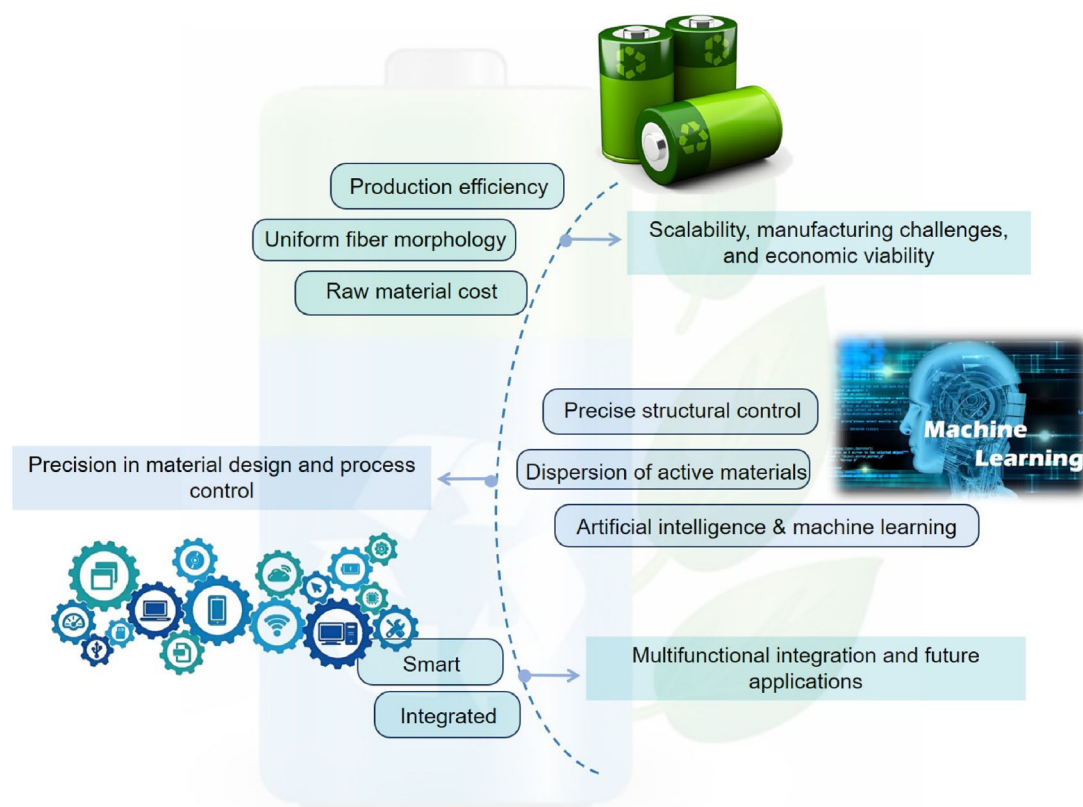 Production efficiency
Uniform fiber morphology
Raw material cost
Scalability, manufacturing challenges,
and economic viability
Precise structural control
Dispersion of active materials
Artificial intelligence & machine learning
Machine
Learning
Precision in material design and process
control
Smart
Integrated
Multifunctional integration and future
applications